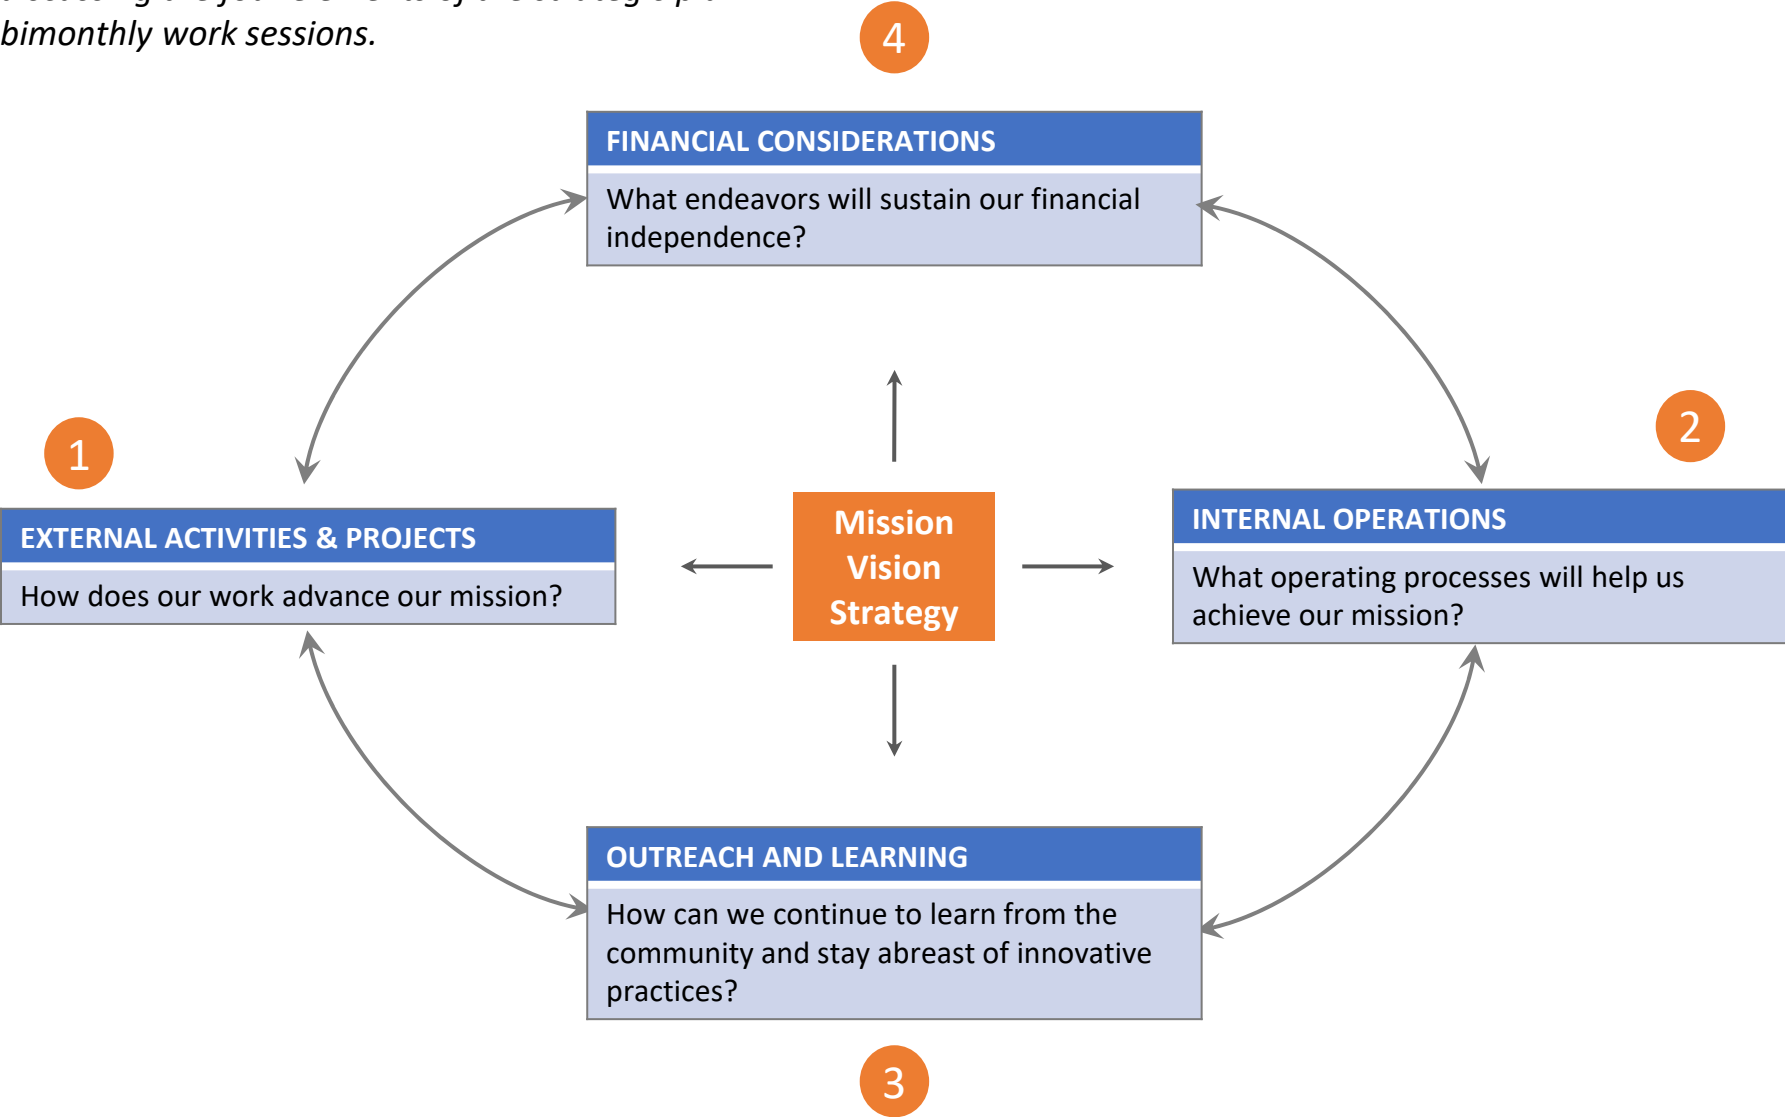 bimonthly work sessions.
4
FINANCIAL CONSIDERATIONS
What endeavors will sustain our financial
independence?
1
EXTERNAL ACTIVITIES & PROJECTS
How does our work advance our mission?
Mission
Vision
Strategy
2
INTERNAL OPERATIONS
What operating processes will help us
achieve our mission?
OUTREACH AND LEARNING
How can we continue to learn from the
community and stay abreast of innovative
practices?
3